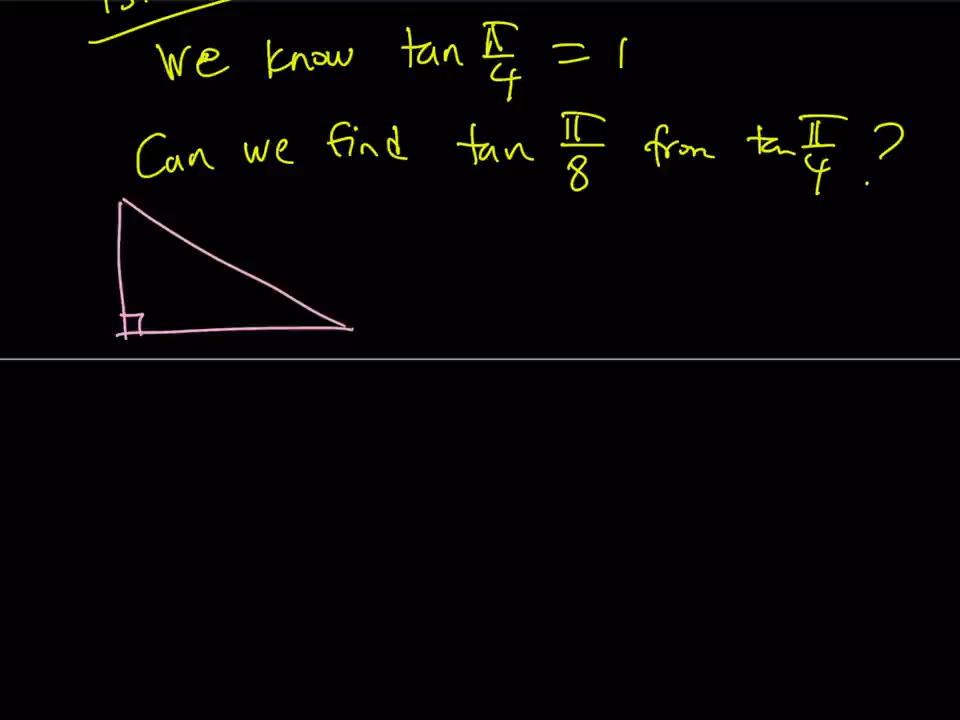 We know tan π/4 = 1
Can we find tan π/8 from tan π/4 ?